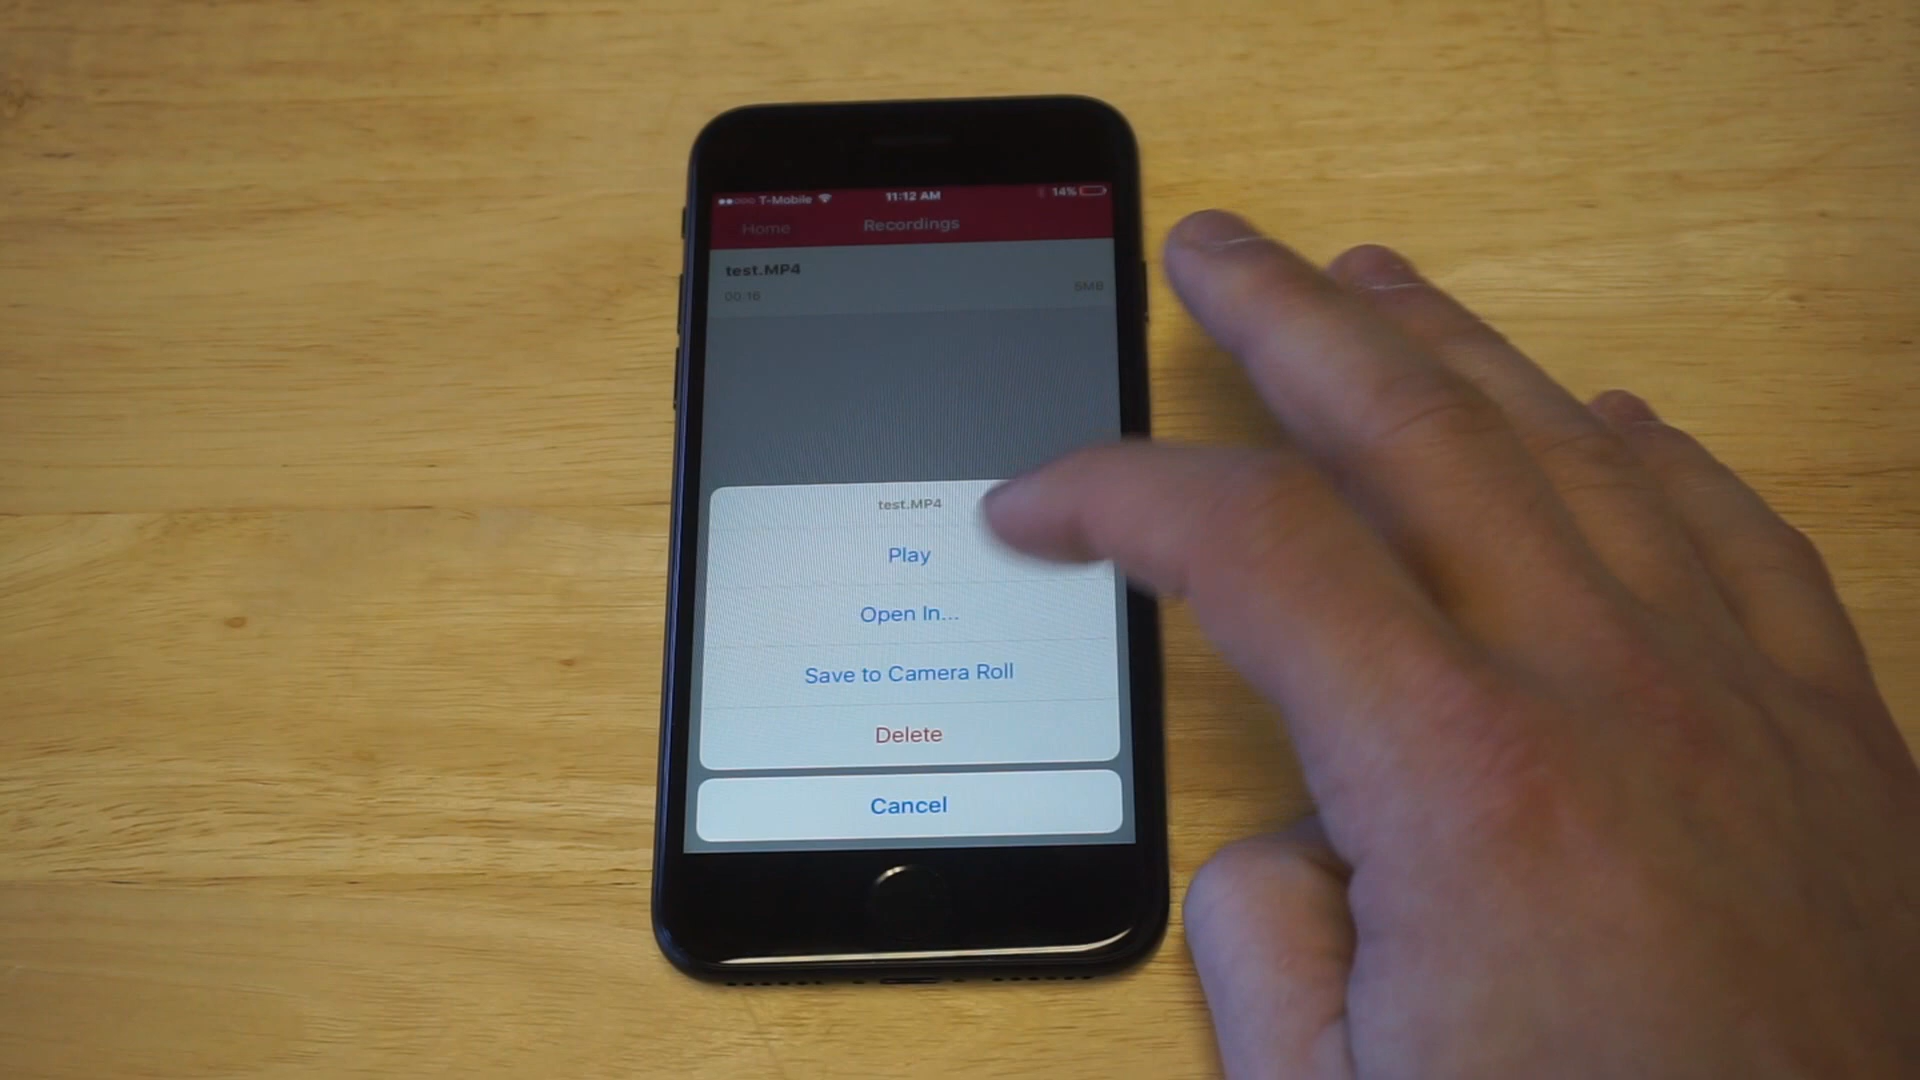 T-Mobile 11:12 AM 14%
Home Recordings
test.MP4
00:16 5MB
test.MP4
Play
Open In...
Save to Camera Roll
Delete
Cancel